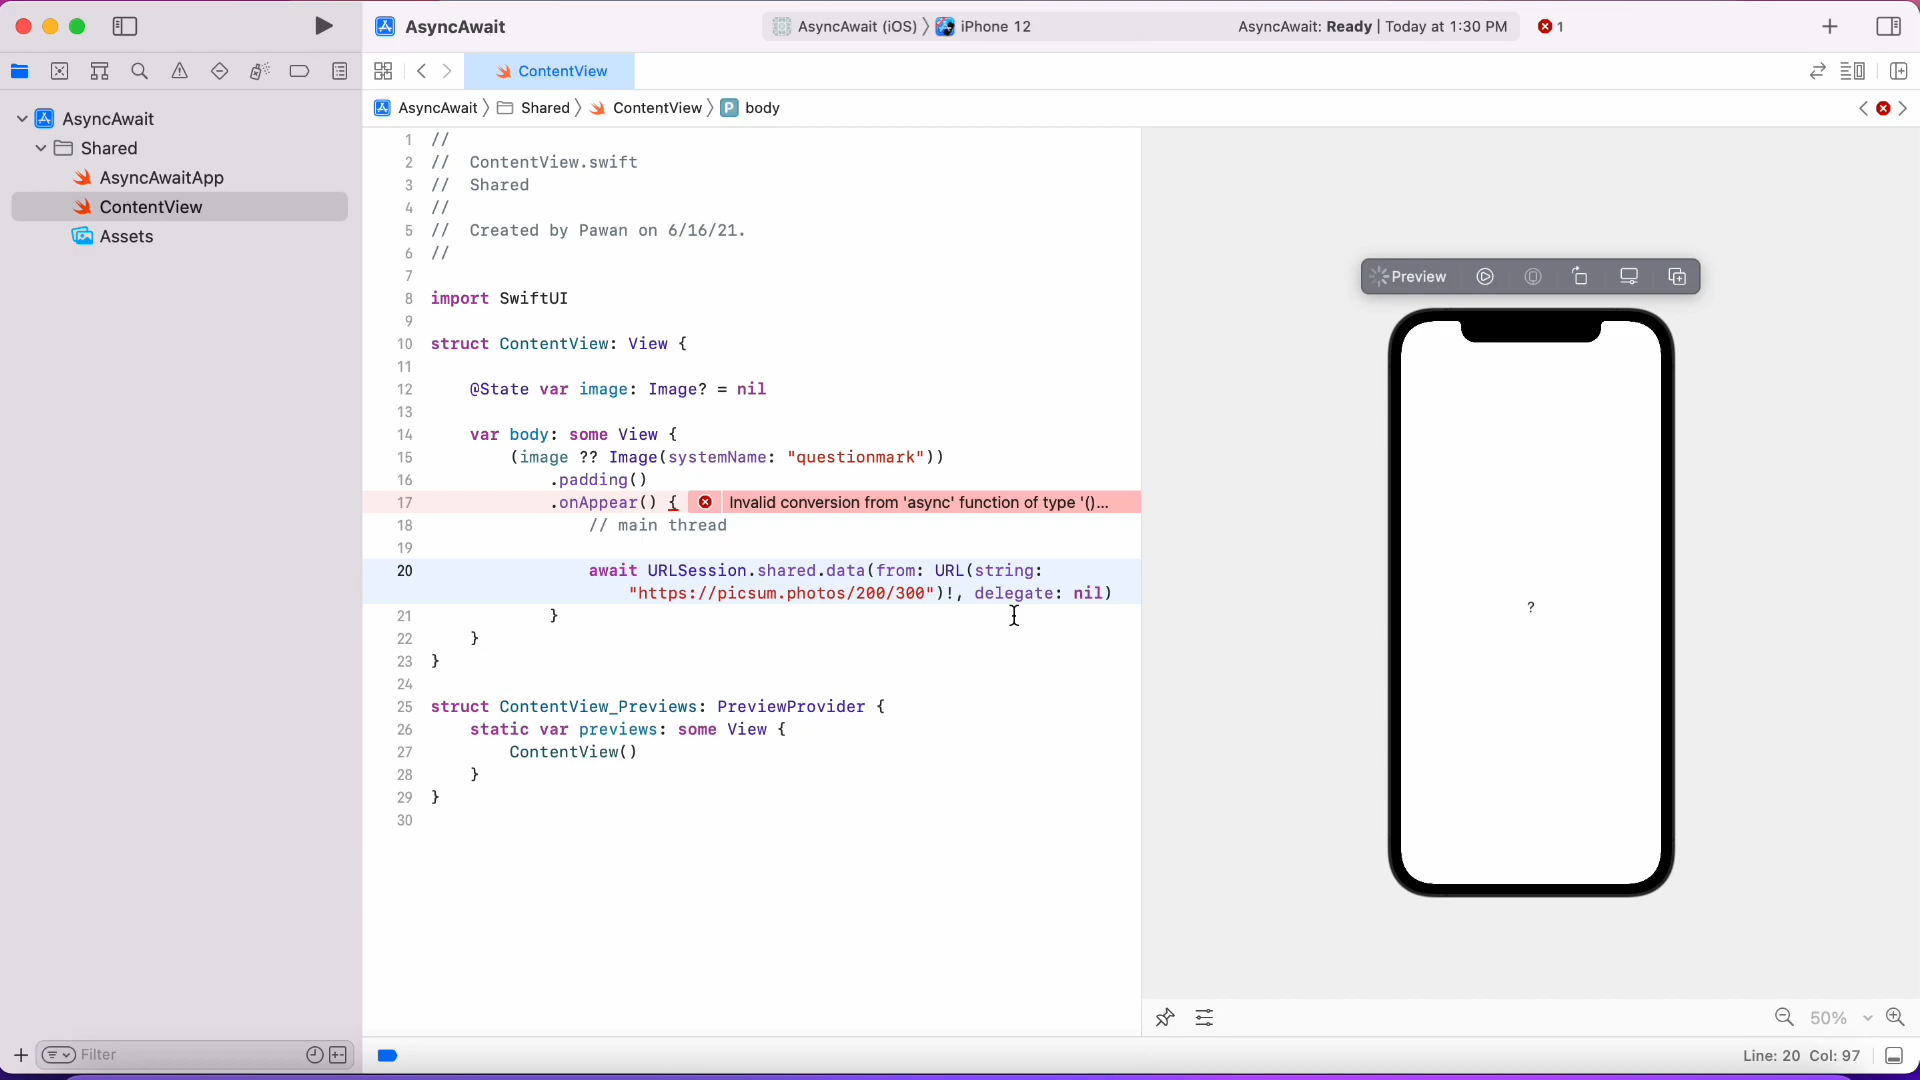 AsyncAwait
AsyncAwait (iOS) 〉 iPhone 12
AsyncAwait: Ready | Today at 1:30 PM
1
ContentView
AsyncAwait 〉 Shared 〉 ContentView 〉 P body
AsyncAwait
Shared
AsyncAwaitApp
ContentView
Assets
1 //
2 //  ContentView.swift
3 //  Shared
4 //
5 //  Created by Pawan on 6/16/21.
6 //
7
8 import SwiftUI
9
10 struct ContentView: View {
11
12     @State var image: Image? = nil
13
14     var body: some View {
15         (image ?? Image(systemName: "questionmark"))
16             .padding()
17             .onAppear() { Invalid conversion from 'async' function of type '()...
18                 // main thread
19
20                 await URLSession.shared.data(from: URL(string:
"https://picsum.photos/200/300")!, delegate: nil)
21             }
22     }
23 }
24
25 struct ContentView_Previews: PreviewProvider {
26     static var previews: some View {
27         ContentView()
28     }
29 }
30
Preview
?
50%
Filter
Line: 20 Col: 97